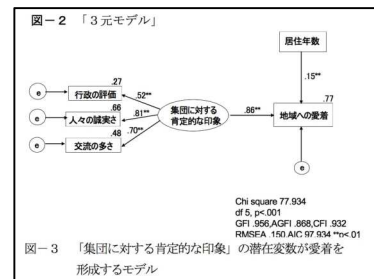 図－2 「3元モデル」
居住年数
.27
行政の評価
e
.52**
.15**
.66
人々の誠実さ
e
.81**
集団に対する
肯定的な印象
.86**
.77
地域への愛着
.70**
.48
交流の多さ
e
e
Chi square 77.934
df 5, p<.001
GFI .956,AGFI .868,CFI .932
RMSEA .150,AIC 97.934 **p<.01
図－3 「集団に対する肯定的な印象」の潜在変数が愛着を
形成するモデル